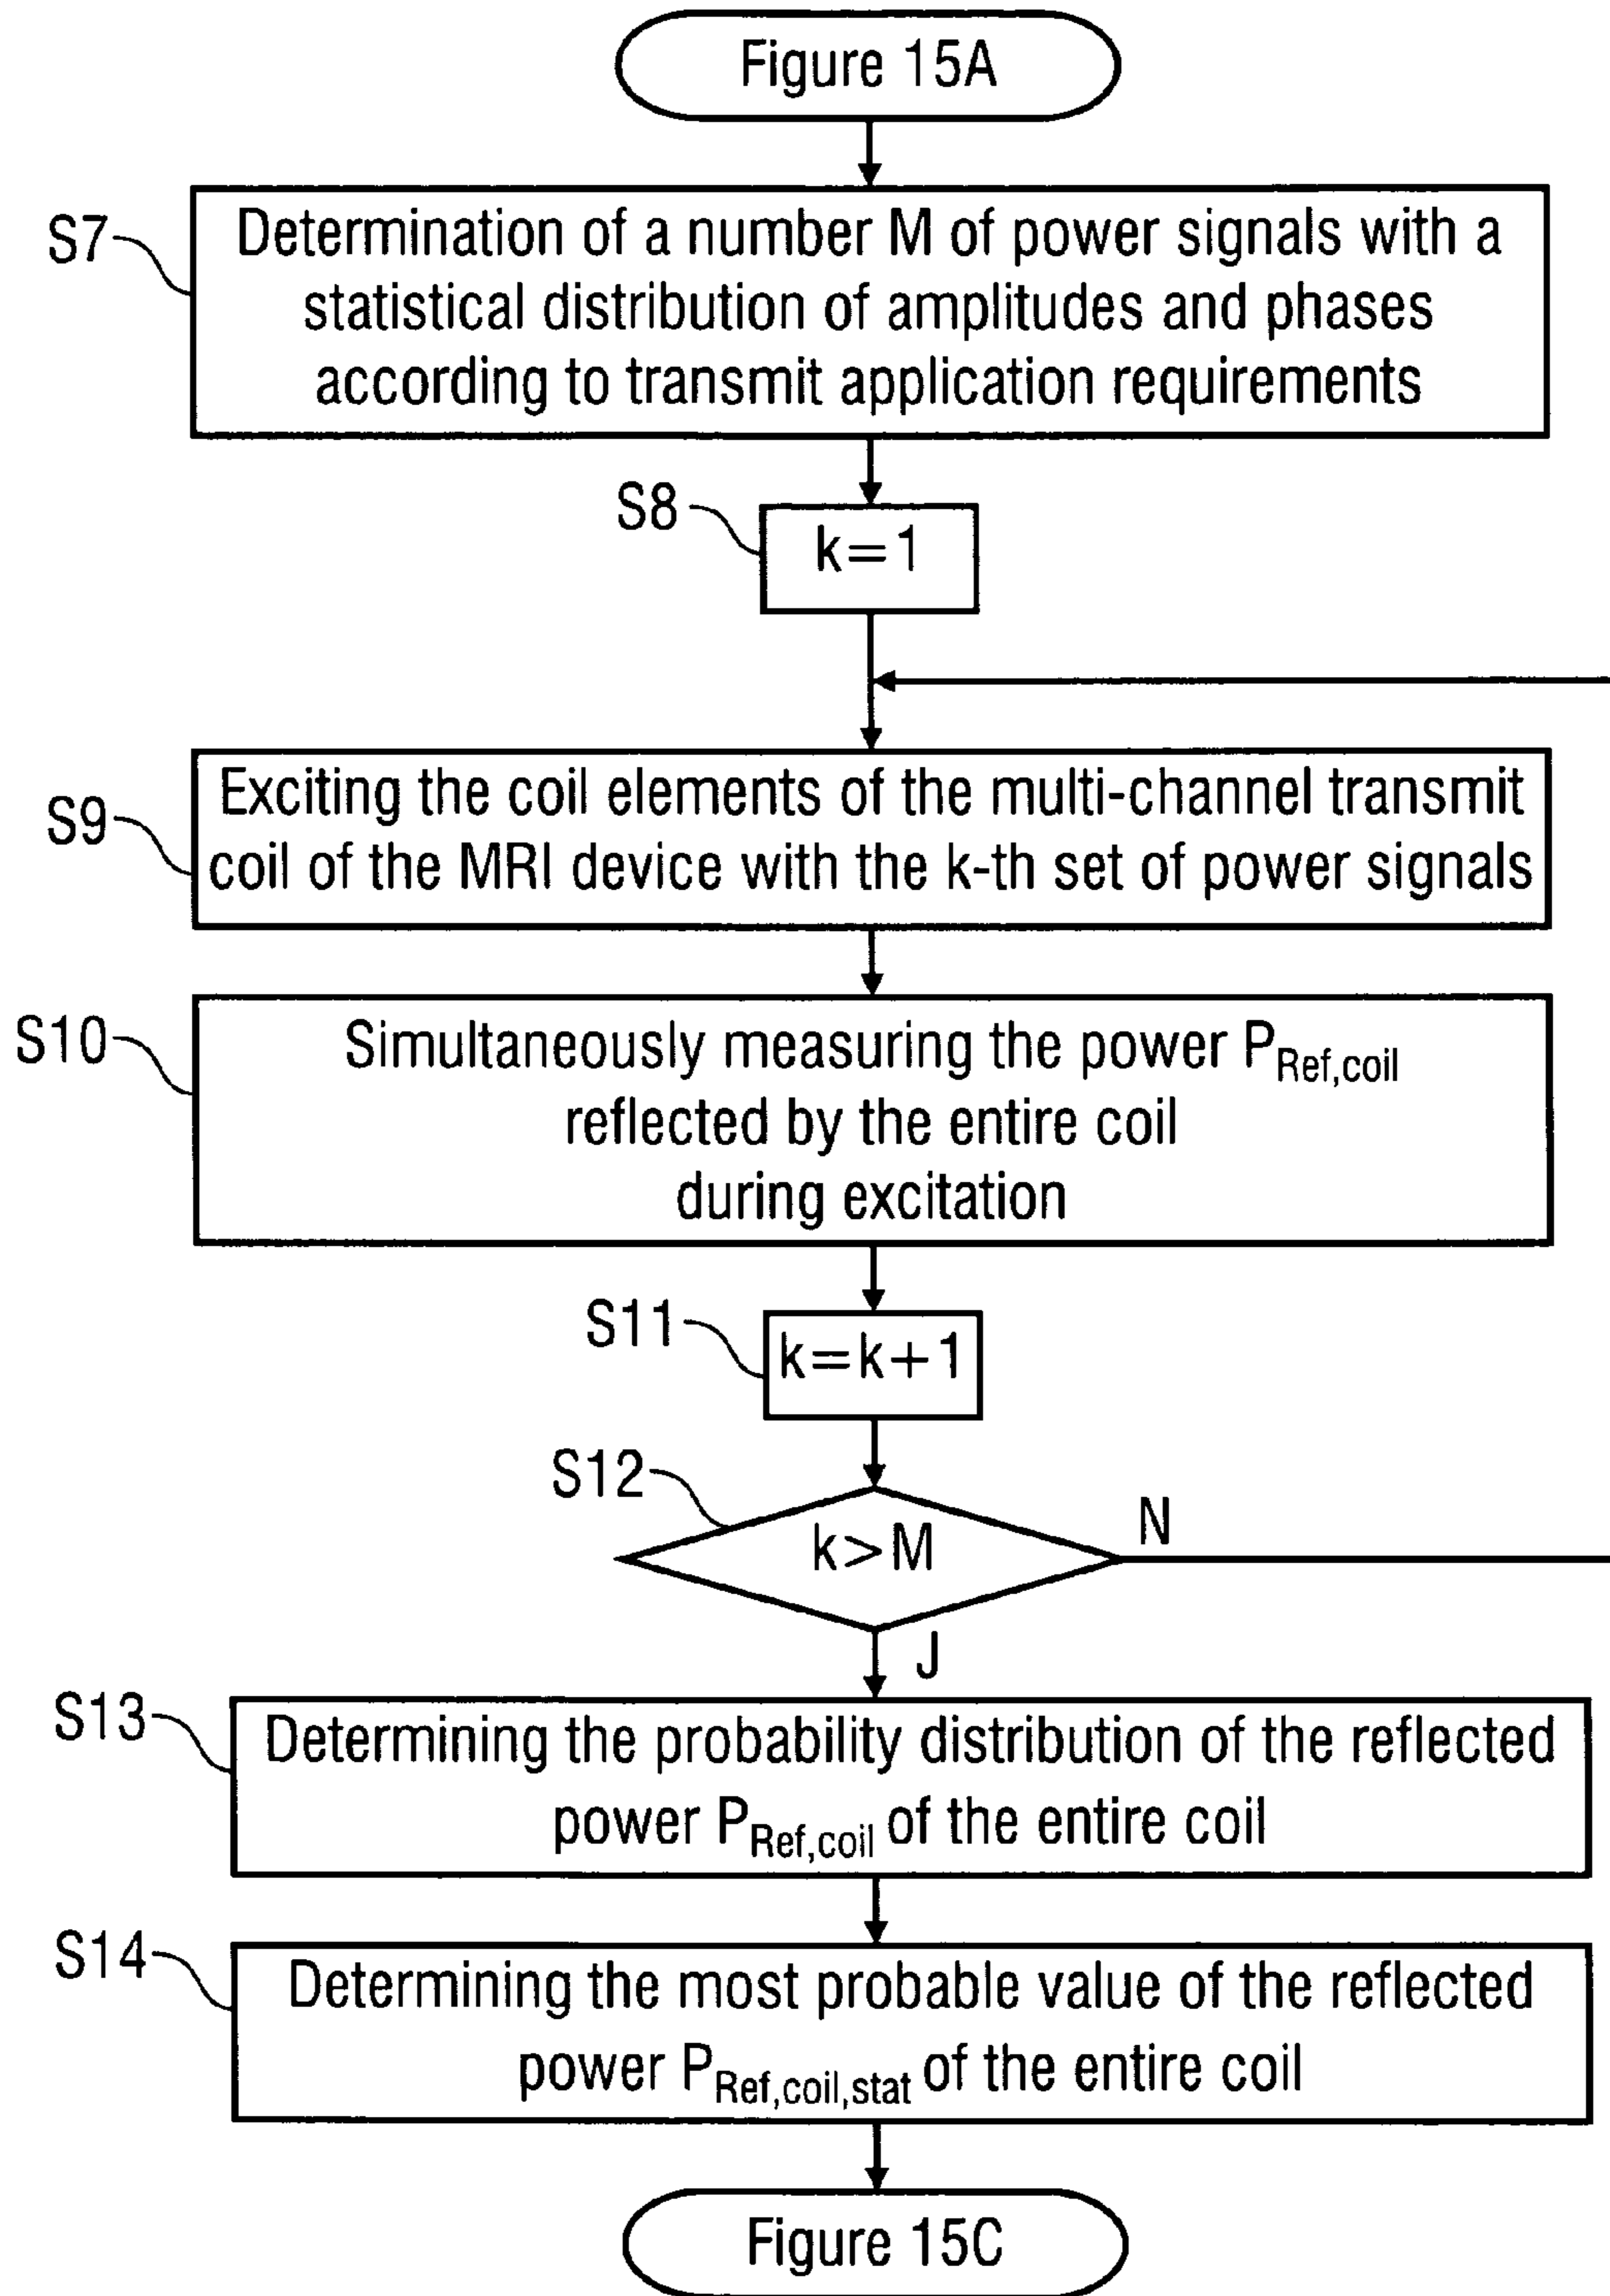 Figure 15A
S7
Determination of a number M of power signals with a
statistical distribution of amplitudes and phases
according to transmit application requirements
S8
k=1
S9
Exciting the coil elements of the multi-channel transmit
coil of the MRI device with the k-th set of power signals
S10
Simultaneously measuring the power P_Ref,coil
reflected by the entire coil
during excitation
S11
k=k+1
S12
k>M
N
J
S13
Determining the probability distribution of the reflected
power P_Ref,coil of the entire coil
S14
Determining the most probable value of the reflected
power P_Ref,coil,stat of the entire coil
Figure 15C